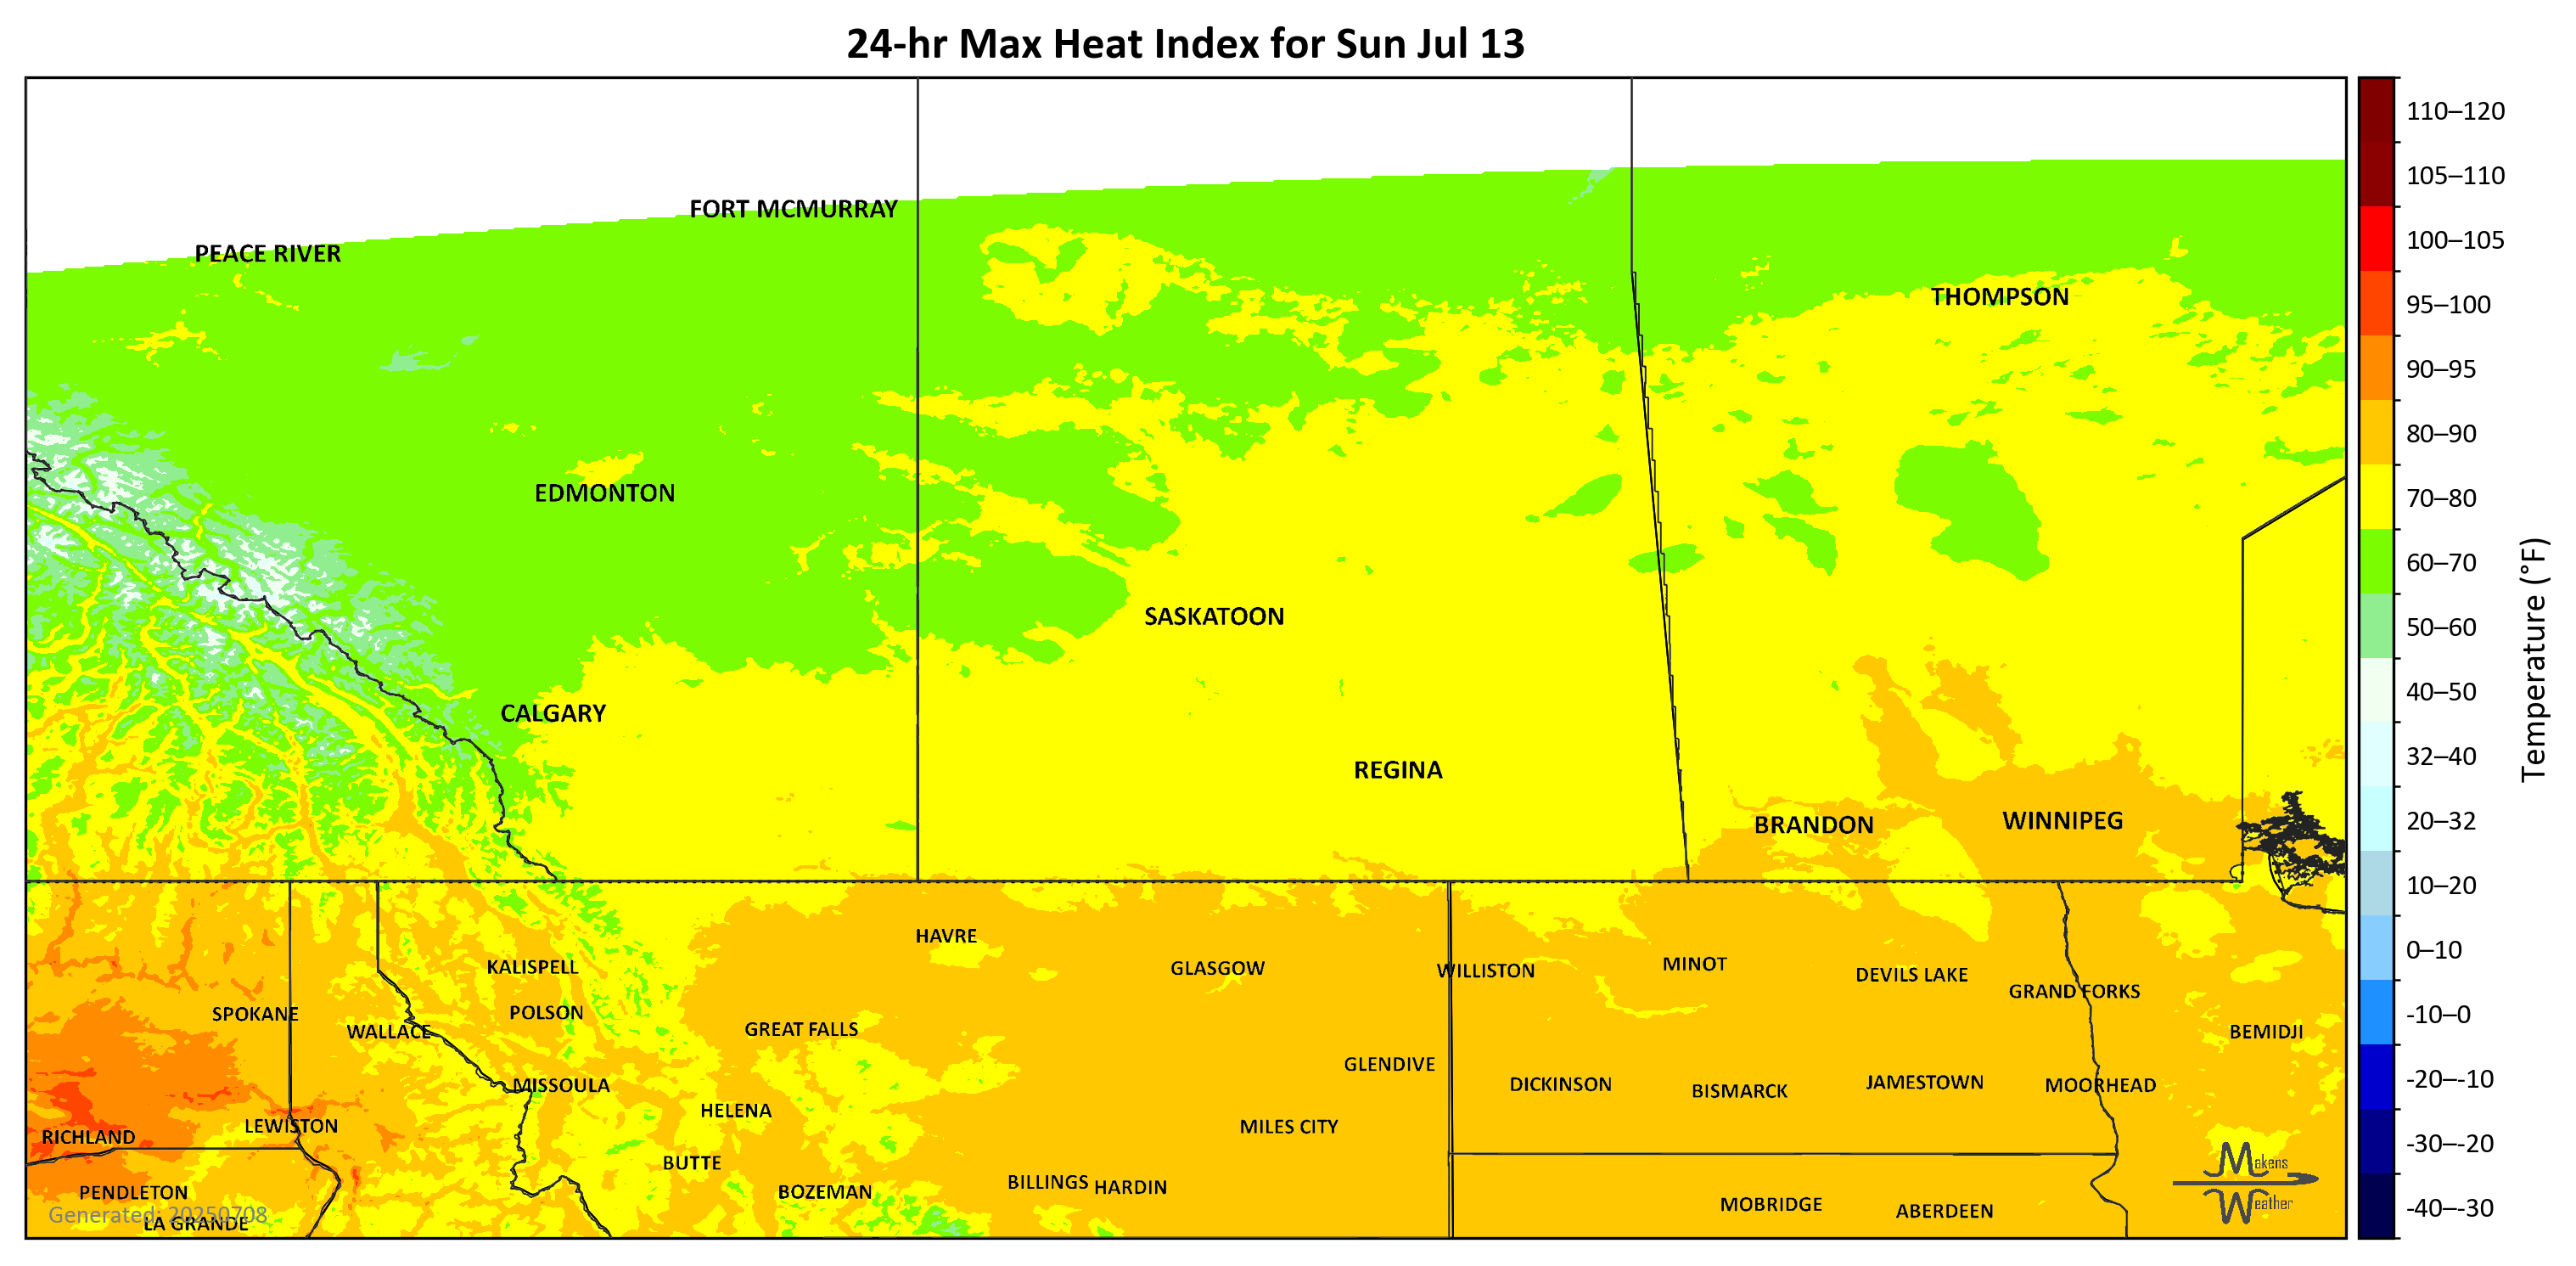 24-hr Max Heat Index for Sun Jul 13
110–120
105–110
100–105
95–100
90–95
80–90
70–80
60–70
50–60
40–50
32–40
20–32
10–20
0–10
-10–0
-20–-10
-30–-20
-40–-30
Temperature (°F)
FORT MCMURRAY
PEACE RIVER
THOMPSON
EDMONTON
SASKATOON
CALGARY
REGINA
WINNIPEG
BRANDON
HAVRE
MINOT
KALISPELL
GLASGOW
WILLISTON
DEVILS LAKE
GRAND FORKS
SPOKANE
POLSON
GREAT FALLS
WALLACE
BEMIDJI
GLENDIVE
JAMESTOWN
DICKINSON
MISSOULA
MOORHEAD
BISMARCK
HELENA
LEWISTON
MILES CITY
RICHLAND
BUTTE
BILLINGS
HARDIN
PENDLETON
BOZEMAN
MOBRIDGE
ABERDEEN
Generated: 20250708
LA GRANDE
Makens
Weather